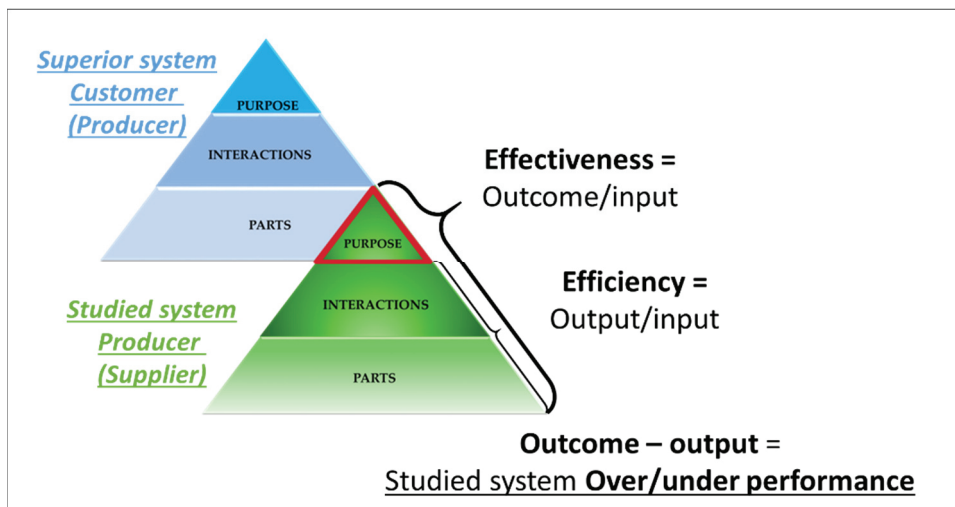 Superior system
Customer
(Producer)
PURPOSE
INTERACTIONS
PARTS
Effectiveness =
Outcome/input
PURPOSE
Efficiency =
Output/input
INTERACTIONS
Studied system
Producer
(Supplier)
PARTS
Outcome – output =
Studied system Over/under performance